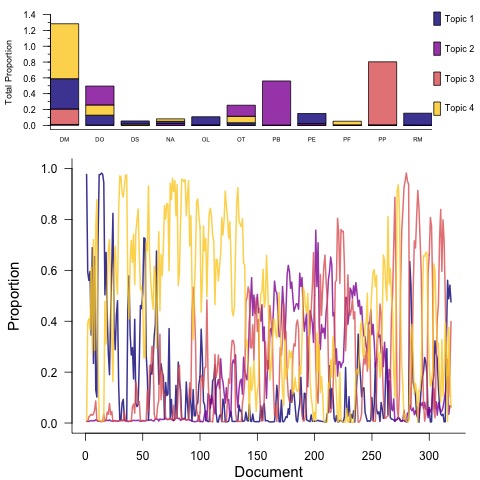 Total Proportion
1.4
1.2
1.0
0.8
0.6
0.4
0.2
0.0
DM DO DS NA OL OT PB PE FL PP RM
Topic 1
Topic 2
Topic 3
Topic 4
Proportion
1.0
0.8
0.6
0.4
0.2
0.0
0 50 100 150 200 250 300
Document